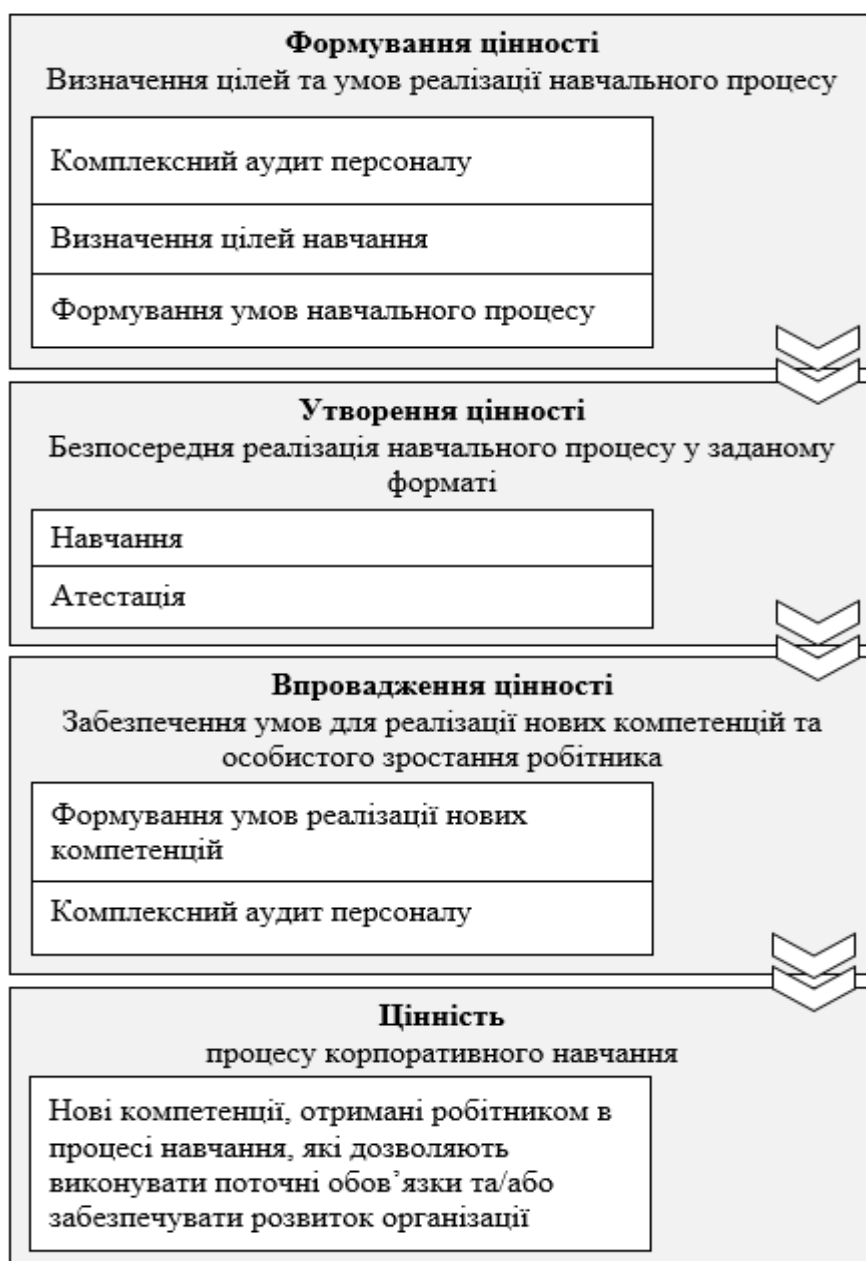 Формування цінності
Визначення цілей та умов реалізації навчального процесу
Комплексний аудит персоналу
Визначення цілей навчання
Формування умов навчального процесу
Утворення цінності
Безпосередня реалізація навчального процесу у заданому
форматі
Навчання
Атестація
Впровадження цінності
Забезпечення умов для реалізації нових компетенцій та
особистого зростання робітника
Формування умов реалізації нових
компетенцій
Комплексний аудит персоналу
Цінність
процесу корпоративного навчання
Нові компетенції, отримані робітником в
процесі навчання, які дозволяють
виконувати поточні обов’язки та/або
забезпечувати розвиток організації